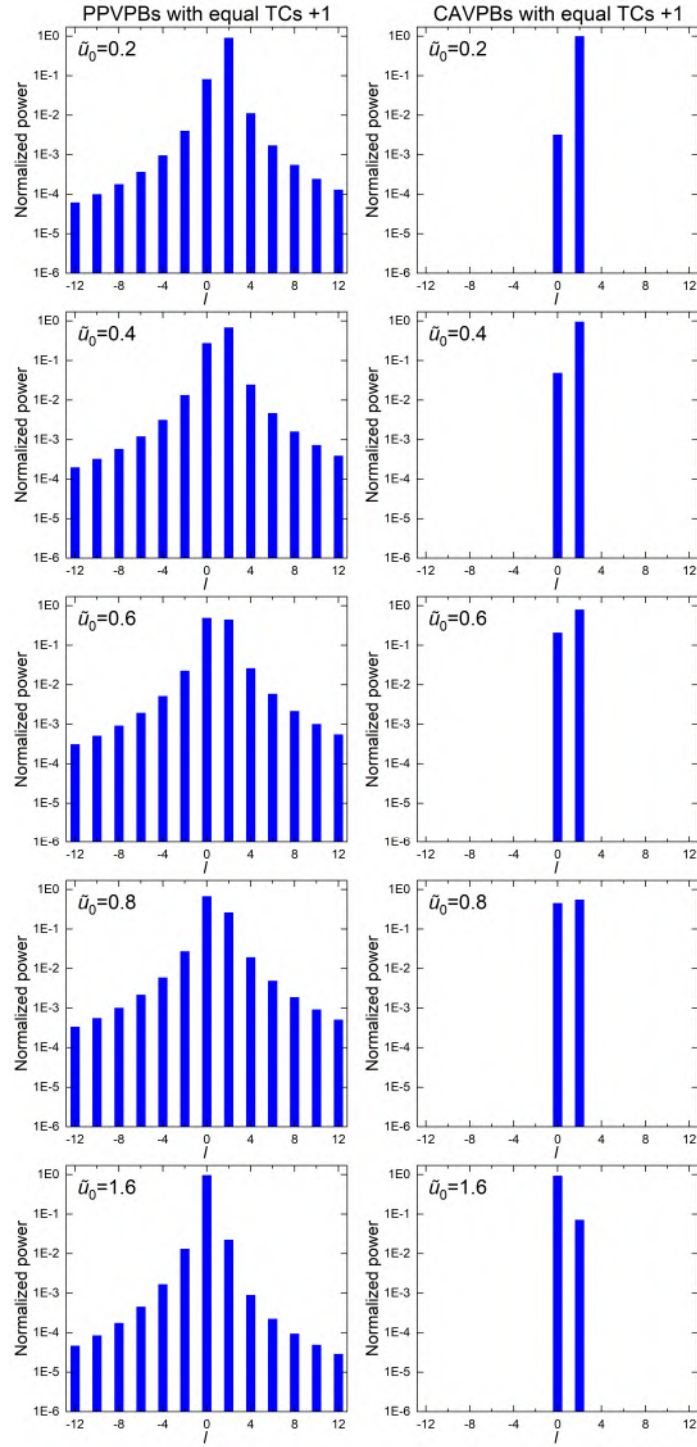 PPVPBs with equal TCs +1 CAVPBs with equal TCs +1
1E0 ũ₀=0.2 1E0 ũ₀=0.2
1E-1 1E-1
1E-2 1E-2
1E-3 1E-3
1E-4 1E-4
1E-5 1E-5
1E-6 1E-6
Normalized power Normalized power
-12 -8 -4 0 4 8 12 -12 -8 -4 0 4 8 12
l l
1E0 ũ₀=0.4 1E0 ũ₀=0.4
1E-1 1E-1
1E-2 1E-2
1E-3 1E-3
1E-4 1E-4
1E-5 1E-5
1E-6 1E-6
Normalized power Normalized power
-12 -8 -4 0 4 8 12 -12 -8 -4 0 4 8 12
l l
1E0 ũ₀=0.6 1E0 ũ₀=0.6
1E-1 1E-1
1E-2 1E-2
1E-3 1E-3
1E-4 1E-4
1E-5 1E-5
1E-6 1E-6
Normalized power Normalized power
-12 -8 -4 0 4 8 12 -12 -8 -4 0 4 8 12
l l
1E0 ũ₀=0.8 1E0 ũ₀=0.8
1E-1 1E-1
1E-2 1E-2
1E-3 1E-3
1E-4 1E-4
1E-5 1E-5
1E-6 1E-6
Normalized power Normalized power
-12 -8 -4 0 4 8 12 -12 -8 -4 0 4 8 12
l l
1E0 ũ₀=1.6 1E0 ũ₀=1.6
1E-1 1E-1
1E-2 1E-2
1E-3 1E-3
1E-4 1E-4
1E-5 1E-5
1E-6 1E-6
Normalized power Normalized power
-12 -8 -4 0 4 8 12 -12 -8 -4 0 4 8 12
l l